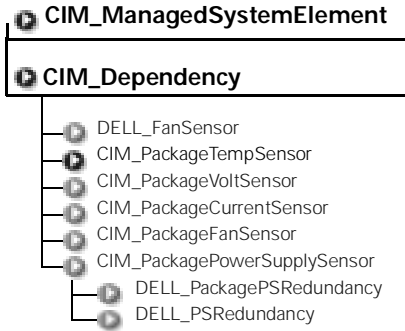 CIM_ManagedSystemElement
CIM_Dependency
DELL_FanSensor
CIM_PackageTempSensor
CIM_PackageVoltSensor
CIM_PackageCurrentSensor
CIM_PackageFanSensor
CIM_PackagePowerSupplySensor
DELL_PackagePSRedundancy
DELL_PSRedundancy